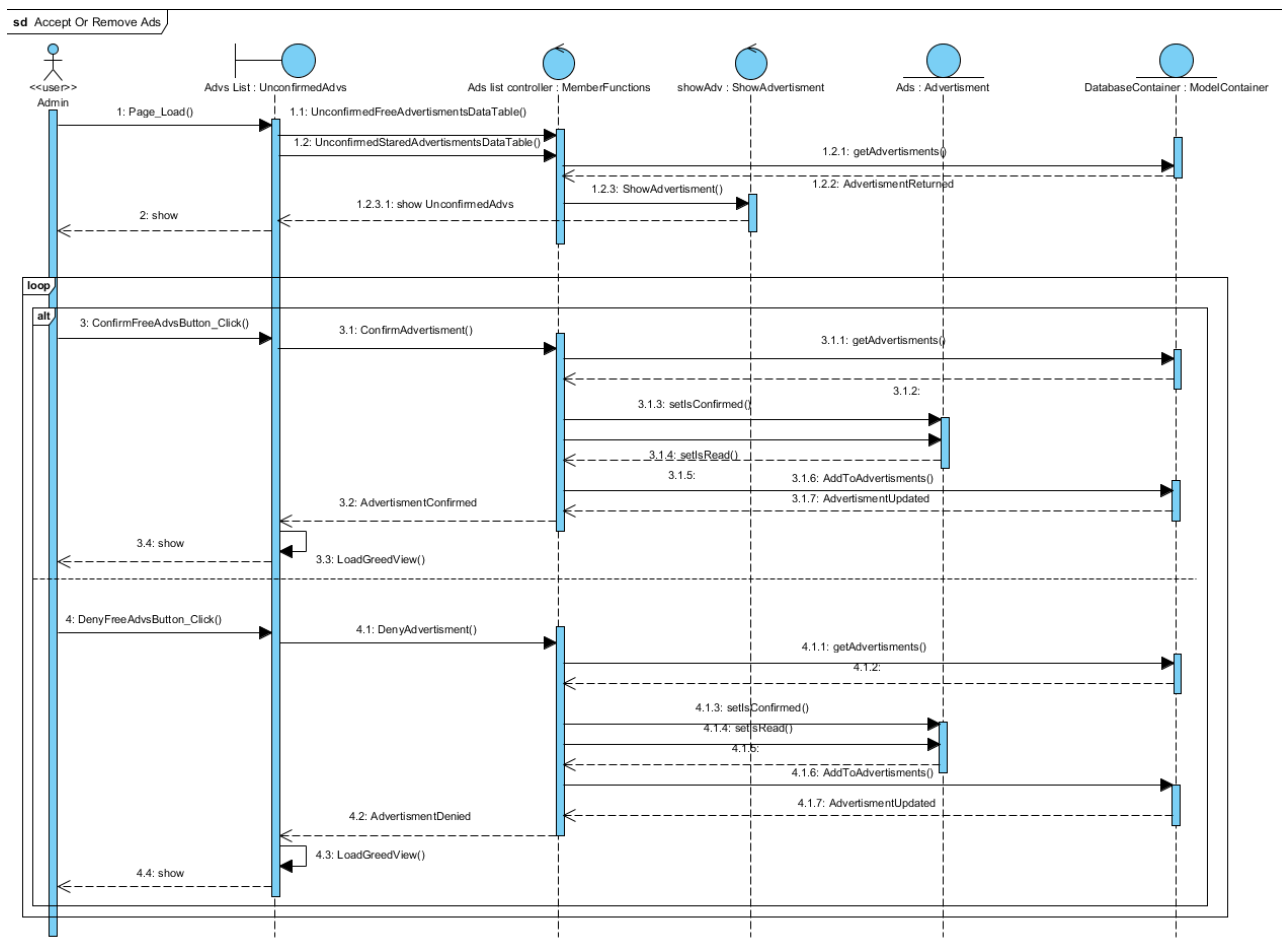 sd Accept Or Remove Ads
<<user>>
Admin
Advs List : UnconfirmedAdvs
Ads list controller : MemberFunctions
showAdv : ShowAdvertisment
Ads : Advertisment
DatabaseContainer : ModelContainer
1: Page_Load()
1.1: UnconfirmedFreeAdvertismentsDataTable()
1.2: UnconfirmedStaredAdvertismentsDataTable()
1.2.1: getAdvertisments()
1.2.2: AdvertismentReturned
1.2.3: ShowAdvertisment()
1.2.3.1: show UnconfirmedAdvs
2: show
loop
alt
3: ConfirmFreeAdvsButton_Click()
3.1: ConfirmAdvertisment()
3.1.1: getAdvertisments()
3.1.2:
3.1.3: setIsConfirmed()
3.1.4: setIsRead()
3.1.5:
3.1.6: AddToAdvertisments()
3.1.7: AdvertismentUpdated
3.2: AdvertismentConfirmed
3.4: show
3.3: LoadGreedView()
4: DenyFreeAdvsButton_Click()
4.1: DenyAdvertisment()
4.1.1: getAdvertisments()
4.1.2:
4.1.3: setIsConfirmed()
4.1.4: setIsRead()
4.1.5:
4.1.6: AddToAdvertisments()
4.1.7: AdvertismentUpdated
4.2: AdvertismentDenied
4.3: LoadGreedView()
4.4: show